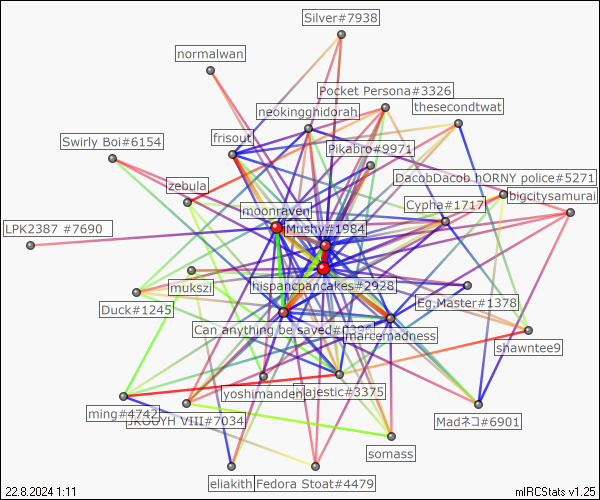 Silver#7938
normalwan
Pocket Persona#3326
neokingghidorah
thesecondtwat
frisout
Swirly Boi#6154
Pikabro#9971
DacobDacob hORNY police#5271
zebula
bigcitysamurai
moonraven
Cypha#1717
Mushy#1984
LPK2387 #7690
mukszi
hispancpancakes#2928
Duck#1245
Eg.Master#1378
Can anything be saved
marcemadness
shawntee9
yoshimanden
ajestic#3375
ming#4742
VIII#7034
Madネコ#6901
somass
eliakith
Fedora Stoat#4479
22.8.2024 1:11
mIRCStats v1.25